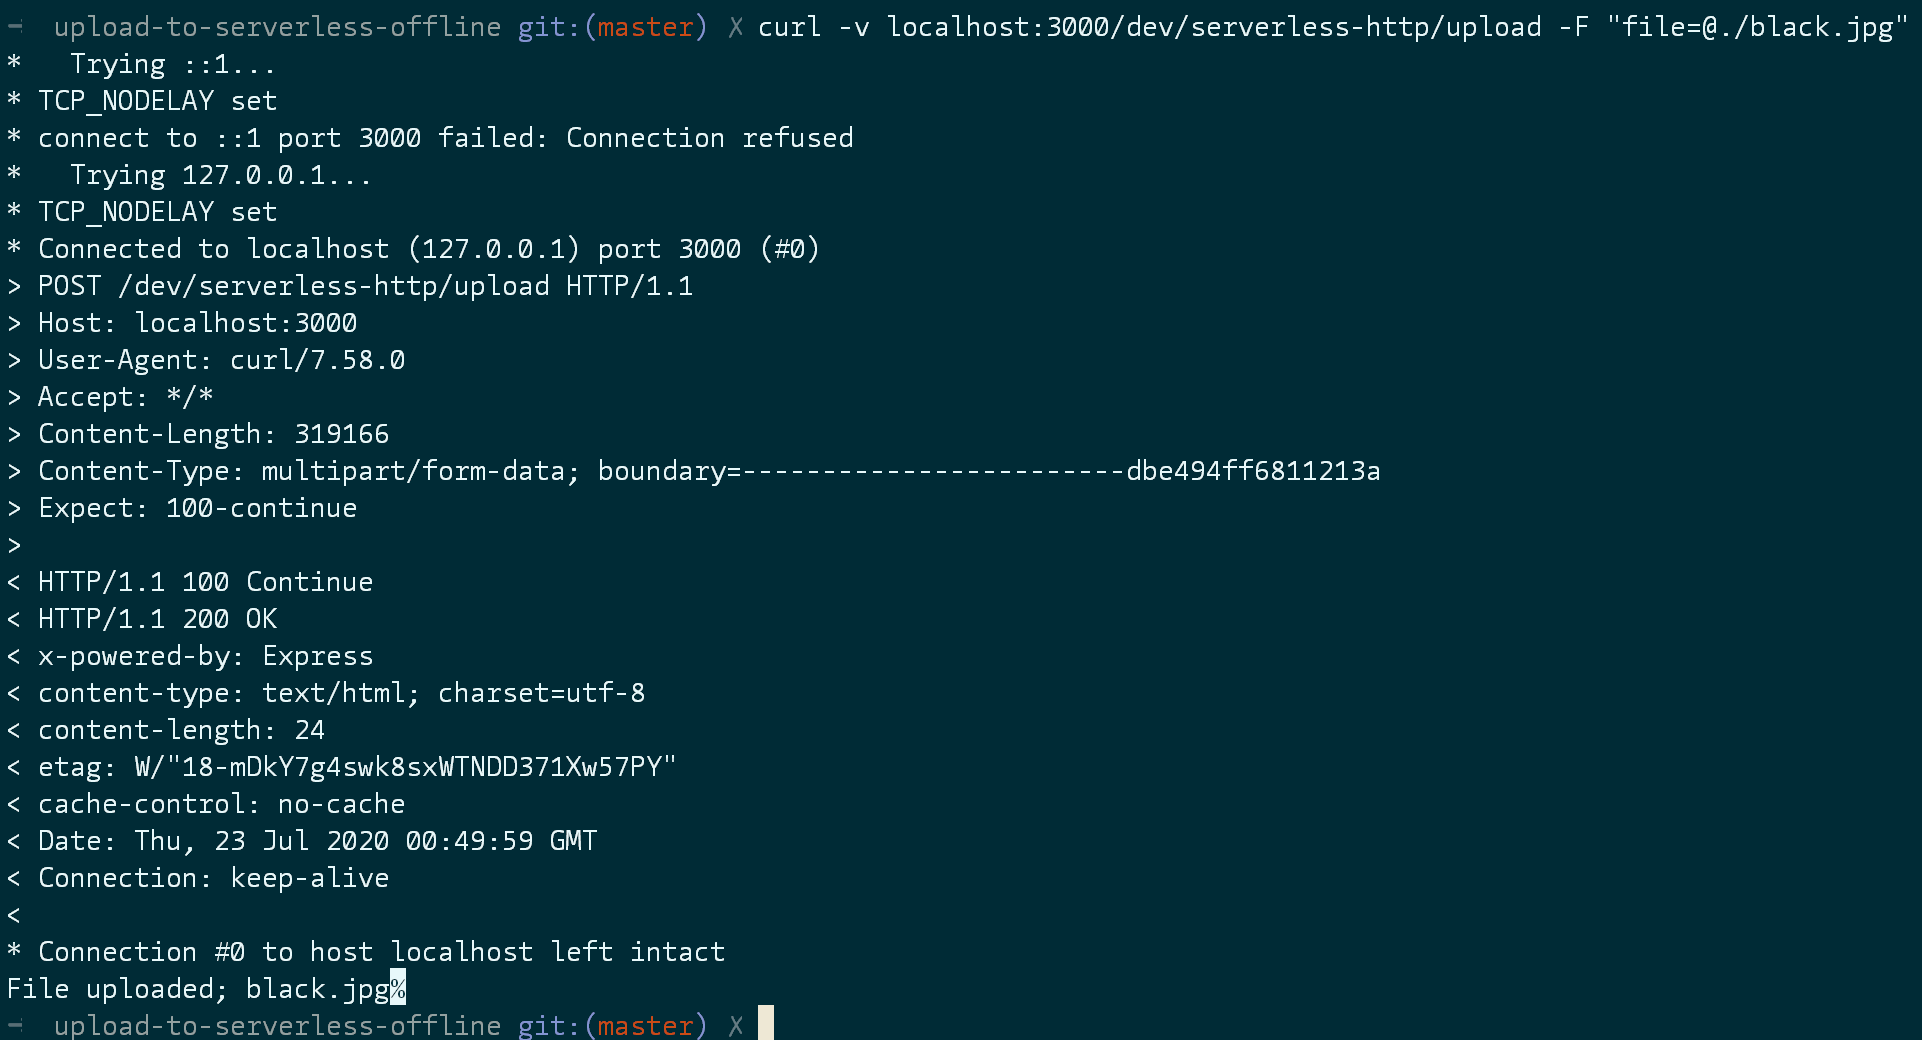 → upload-to-serverless-offline git:(master) ✗ curl -v localhost:3000/dev/serverless-http/upload -F "file=@./black.jpg"
*   Trying ::1...
* TCP_NODELAY set
* connect to ::1 port 3000 failed: Connection refused
*   Trying 127.0.0.1...
* TCP_NODELAY set
* Connected to localhost (127.0.0.1) port 3000 (#0)
> POST /dev/serverless-http/upload HTTP/1.1
> Host: localhost:3000
> User-Agent: curl/7.58.0
> Accept: */*
> Content-Length: 319166
> Content-Type: multipart/form-data; boundary=------------------------dbe494ff6811213a
> Expect: 100-continue
>
< HTTP/1.1 100 Continue
< HTTP/1.1 200 OK
< x-powered-by: Express
< content-type: text/html; charset=utf-8
< content-length: 24
< etag: W/"18-mDkY7g4swk8sxWTNDD371Xw57PY"
< cache-control: no-cache
< Date: Thu, 23 Jul 2020 00:49:59 GMT
< Connection: keep-alive
<
* Connection #0 to host localhost left intact
File uploaded; black.jpg%
→ upload-to-serverless-offline git:(master) ✗